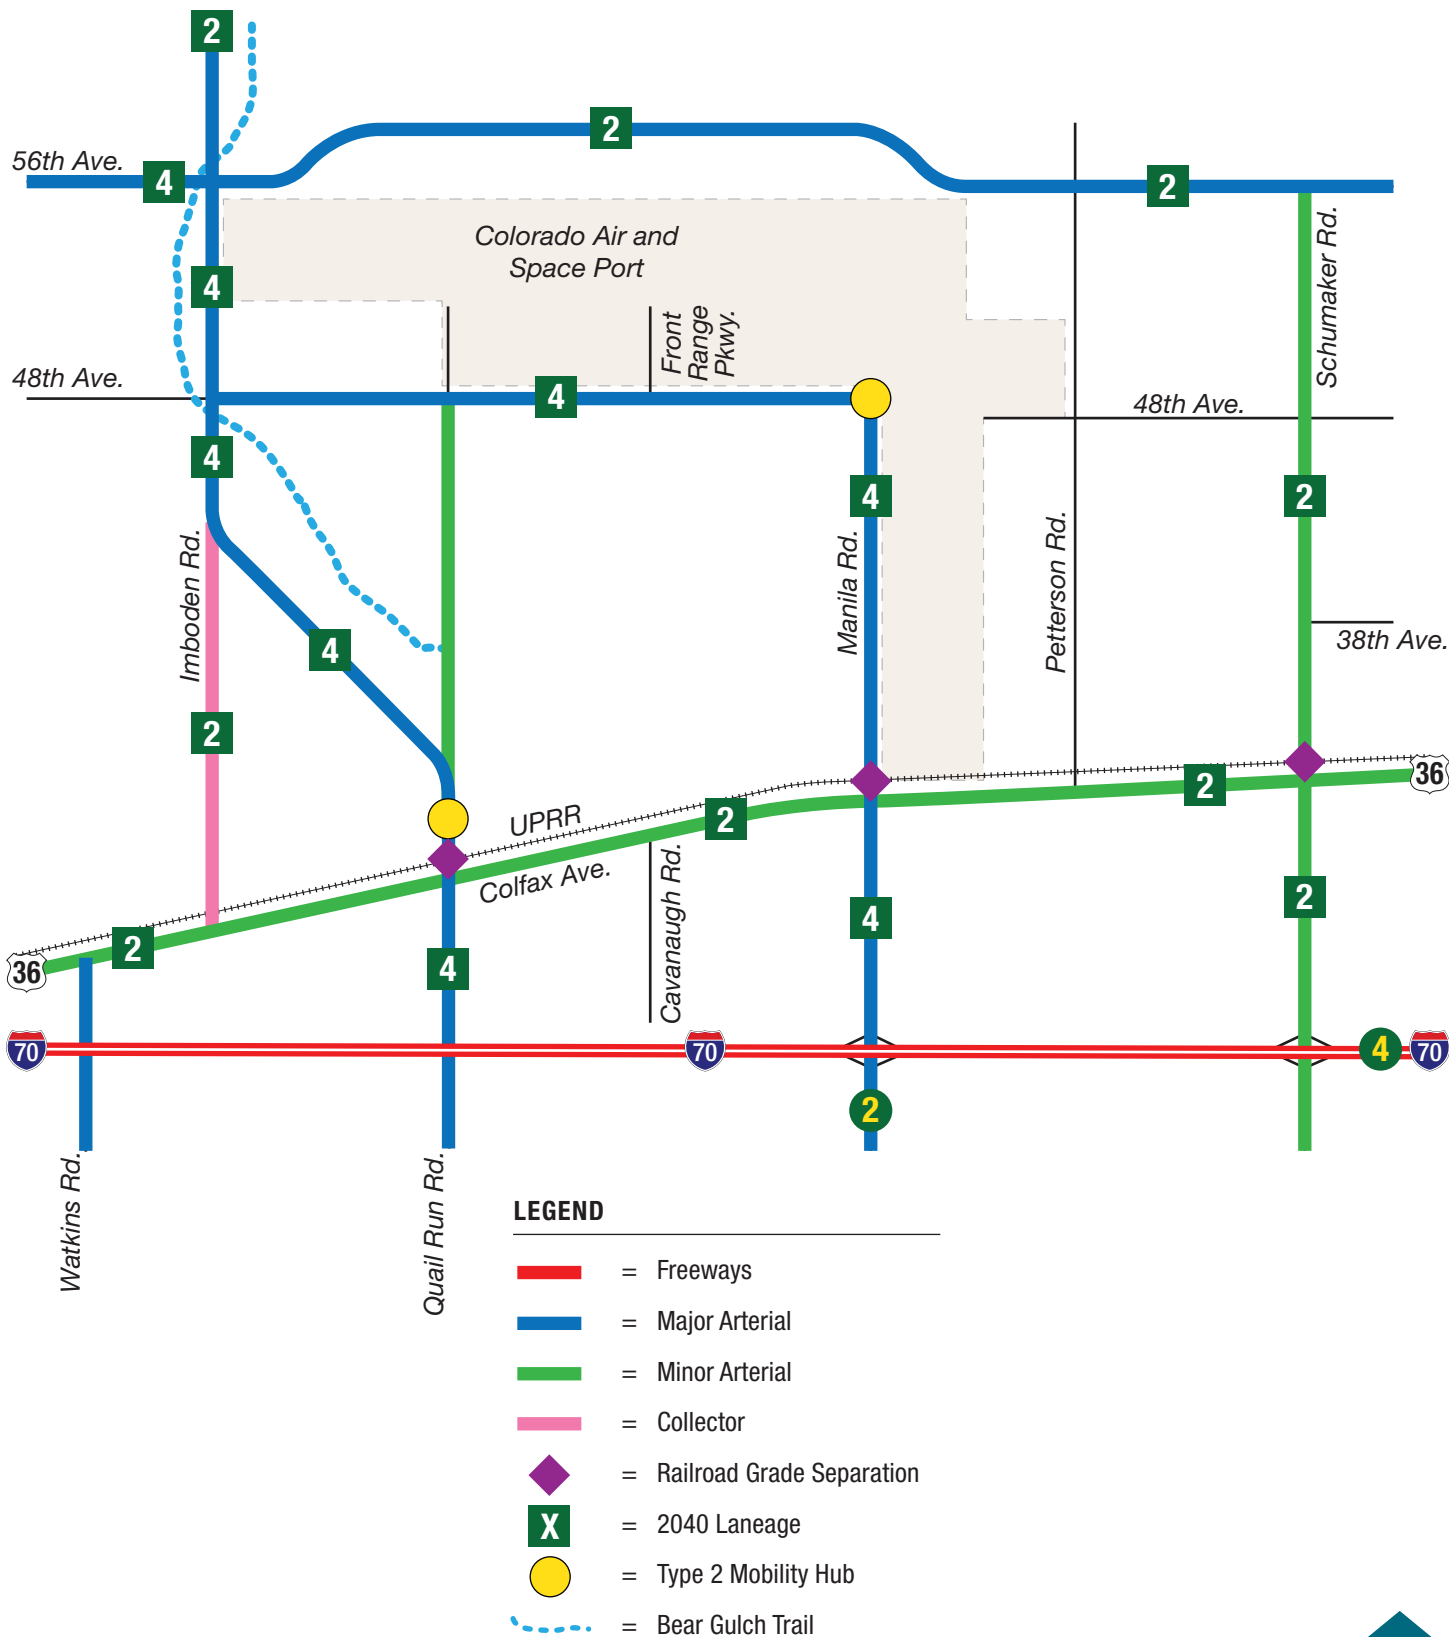 2
56th Ave.
4
2
2
Colorado Air and
Space Port
Schumaker Rd.
4
Front
Range
Pkwy.
48th Ave.
4
48th Ave.
4
4
2
Imboden Rd.
Manila Rd.
Petterson Rd.
38th Ave.
4
2
36
2
2
UPRR
Colfax Ave.
Cavanaugh Rd.
4
2
2
36
4
70
70
4
70
2
Watkins Rd.
Quail Run Rd.
LEGEND
= Freeways
= Major Arterial
= Minor Arterial
= Collector
= Railroad Grade Separation
X = 2040 Laneage
= Type 2 Mobility Hub
= Bear Gulch Trail